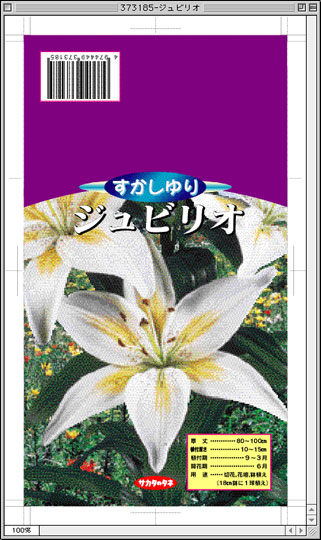 373185-ジュビリオ
4 974449 373185
すかしゆり
ジュビリオ
草丈…………80〜100cm
植付深さ…………10〜15cm
植付期…………9〜3月
開花期…………6月
用途……切花、花壇、鉢植え
(18cm鉢に1球植え)
サカタのタネ
100%